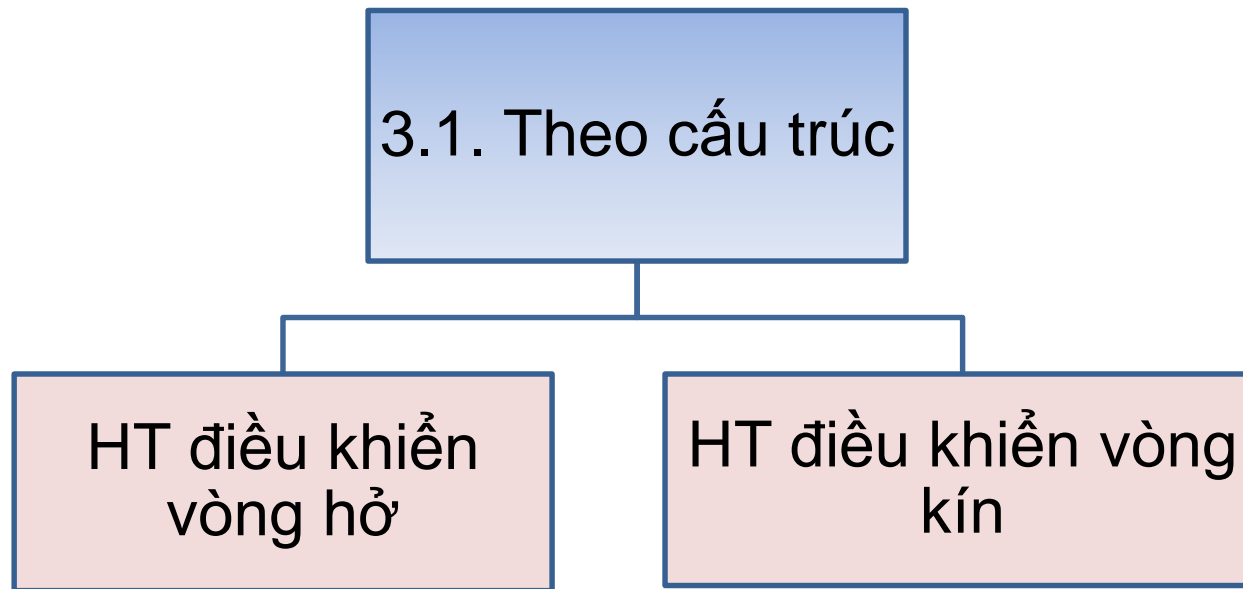 3.1. Theo cấu trúc
HT điều khiển
vòng hở
HT điều khiển vòng
kín